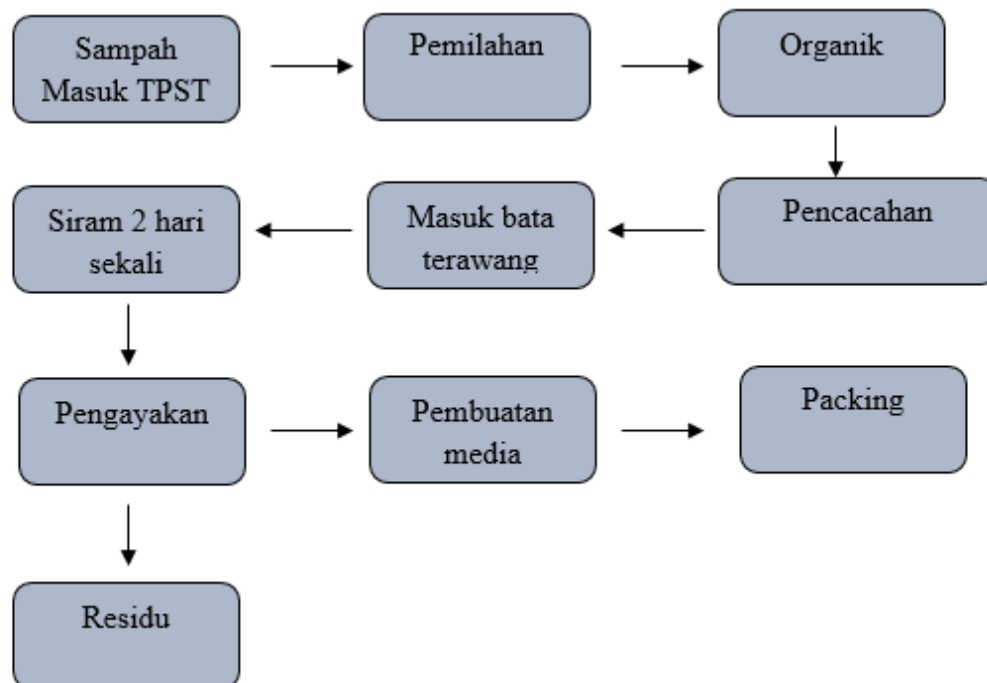 Sampah
Masuk TPST
Pemilahan
Organik
Pencacahan
Masuk bata
terawang
Siram 2 hari
sekali
Pengayakan
Pembuatan
media
Packing
Residu